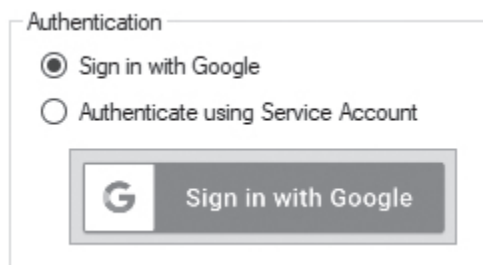 Authentication
Sign in with Google
Authenticate using Service Account
G Sign in with Google